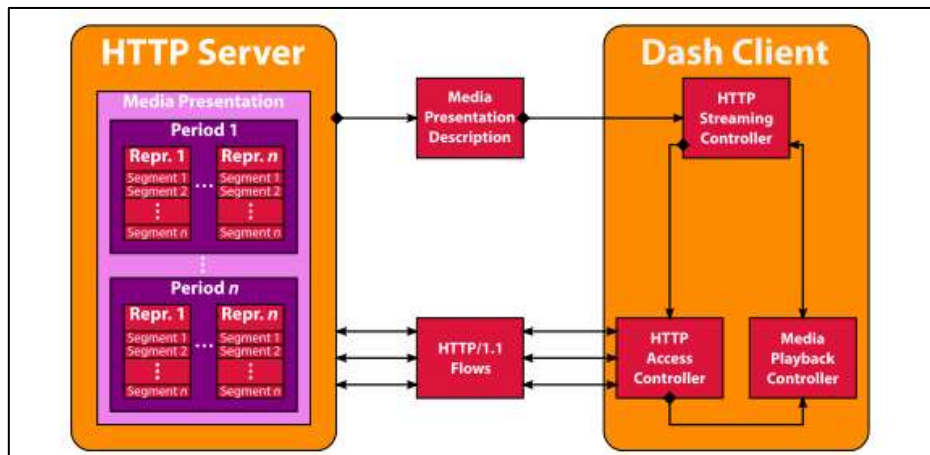 HTTP Server
Media Presentation
Period 1
Repr. 1
Segment 1
Segment 2
Segment n
...
Repr. n
Segment 1
Segment 2
Segment n
Period n
Repr. 1
Segment 1
Segment 2
Segment n
...
Repr. n
Segment 1
Segment 2
Segment n
Media
Presentation
Description
HTTP/1.1
Flows
Dash Client
HTTP
Streaming
Controller
HTTP
Access
Controller
Media
Playback
Controller